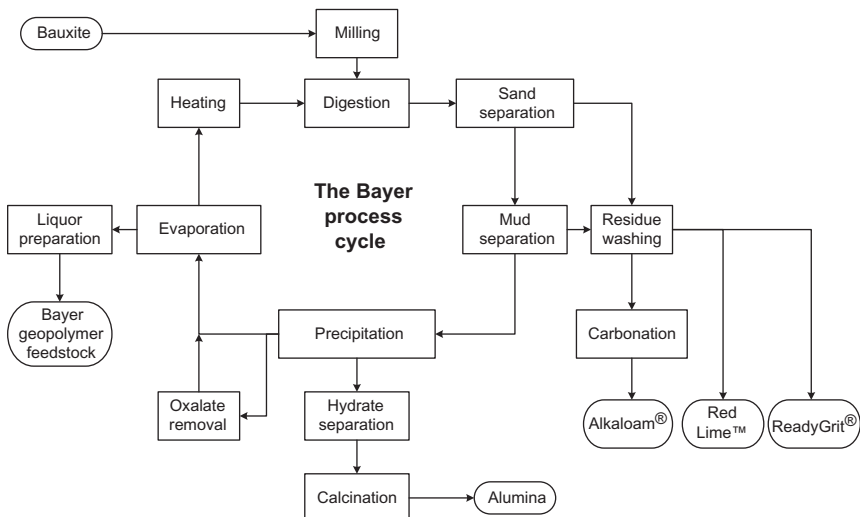 Bauxite
Milling
Heating
Digestion
Sand
separation
The Bayer
process
cycle
Liquor
preparation
Evaporation
Mud
separation
Residue
washing
Bayer
geopolymer
feedstock
Precipitation
Carbonation
Oxalate
removal
Hydrate
separation
Alkaloam®
Red
Lime™
ReadyGrit®
Calcination
Alumina